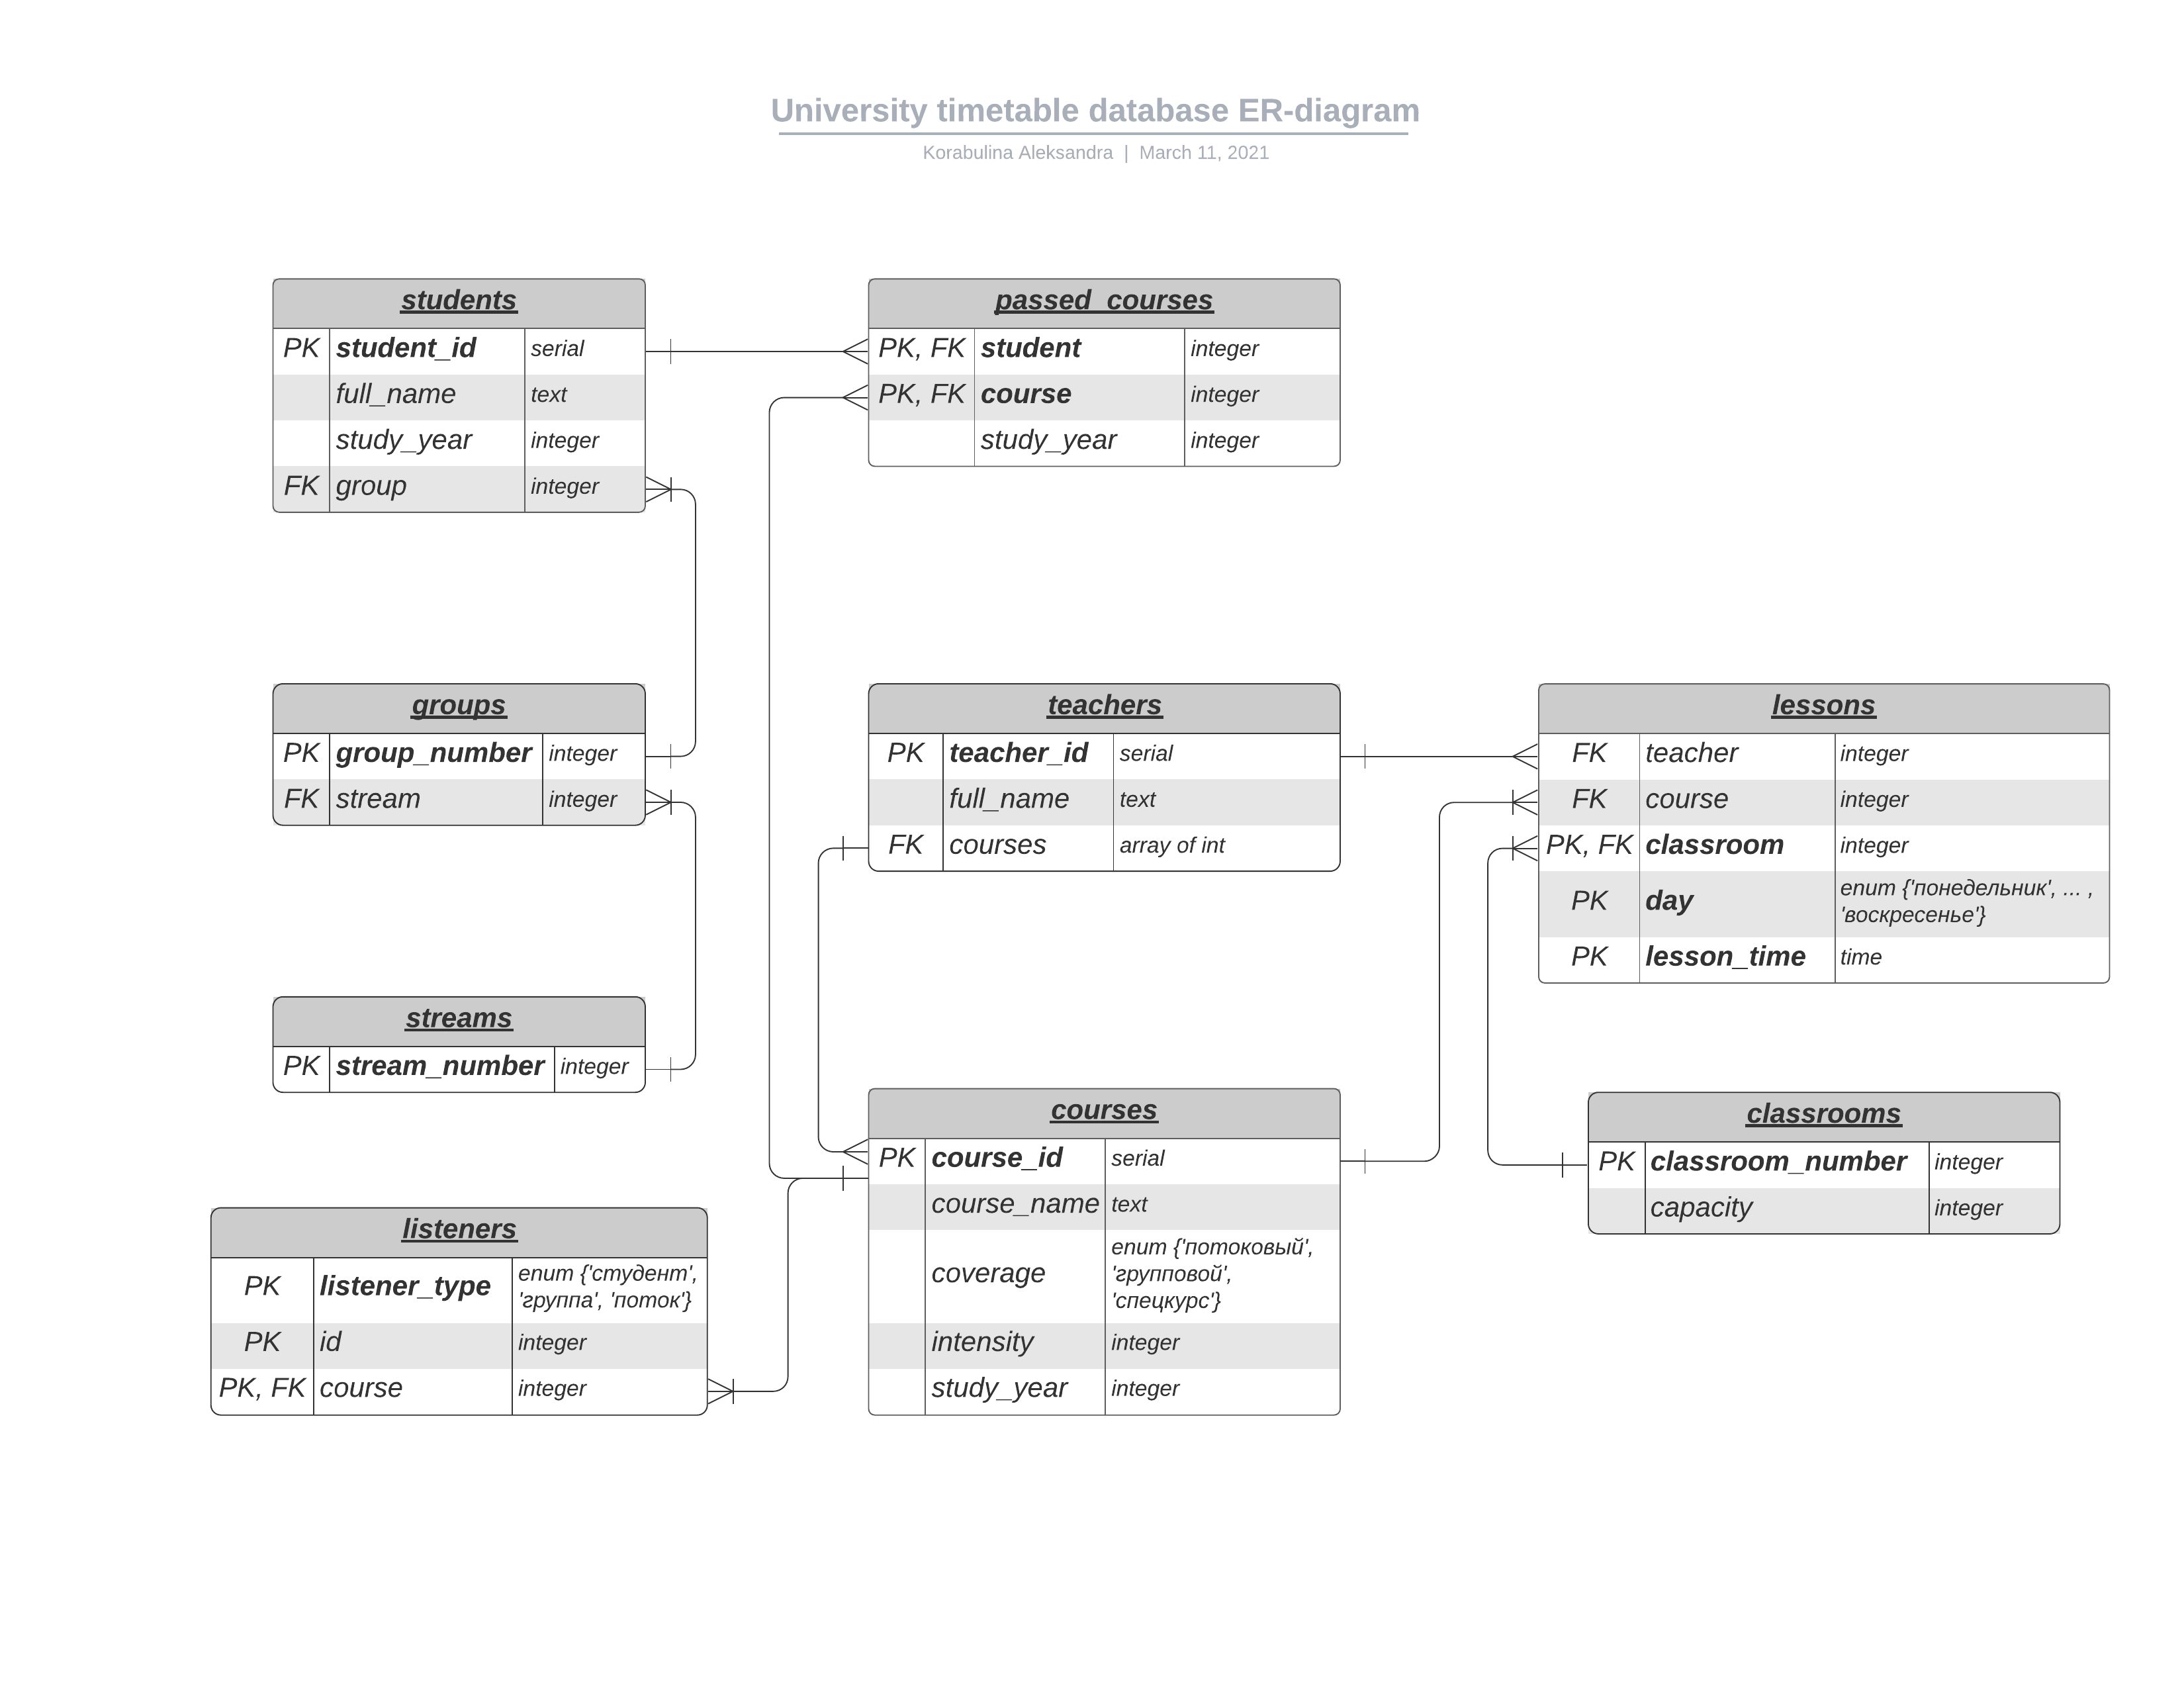 University timetable database ER-diagram
Korabulina Aleksandra | March 11, 2021
students
PK student_id serial
full_name text
study_year integer
FK group integer
passed_courses
PK, FK student integer
PK, FK course integer
study_year integer
groups
PK group_number integer
FK stream integer
teachers
PK teacher_id serial
full_name text
FK courses array of int
lessons
FK teacher integer
FK course integer
PK, FK classroom integer
PK day enum {'понедельник', ... ,
'воскресенье'}
PK lesson_time time
streams
PK stream_number integer
courses
PK course_id serial
course_name text
coverage enum {'потоковый',
'групповой',
'спецкурс'}
intensity integer
study_year integer
classrooms
PK classroom_number integer
capacity integer
listeners
PK listener_type enum {'студент',
'группа', 'поток'}
PK id integer
PK, FK course integer